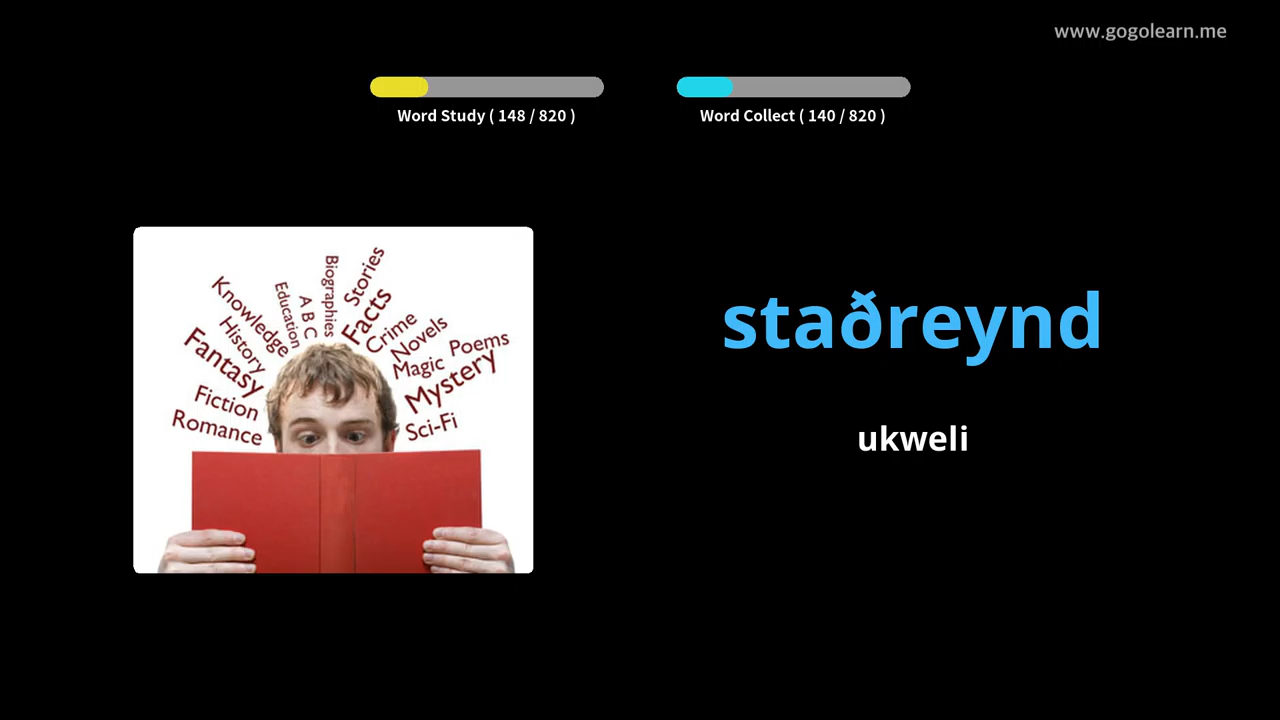 www.gogolearn.me
Word Study ( 148 / 820 )
Word Collect ( 140 / 820 )
staðreynd
ukweli
Knowledge
Education
A B C
Biographies
Stories
Facts
History
Crime
Novels
Fantasy
Magic
Poems
Fiction
Mystery
Romance
Sci-Fi